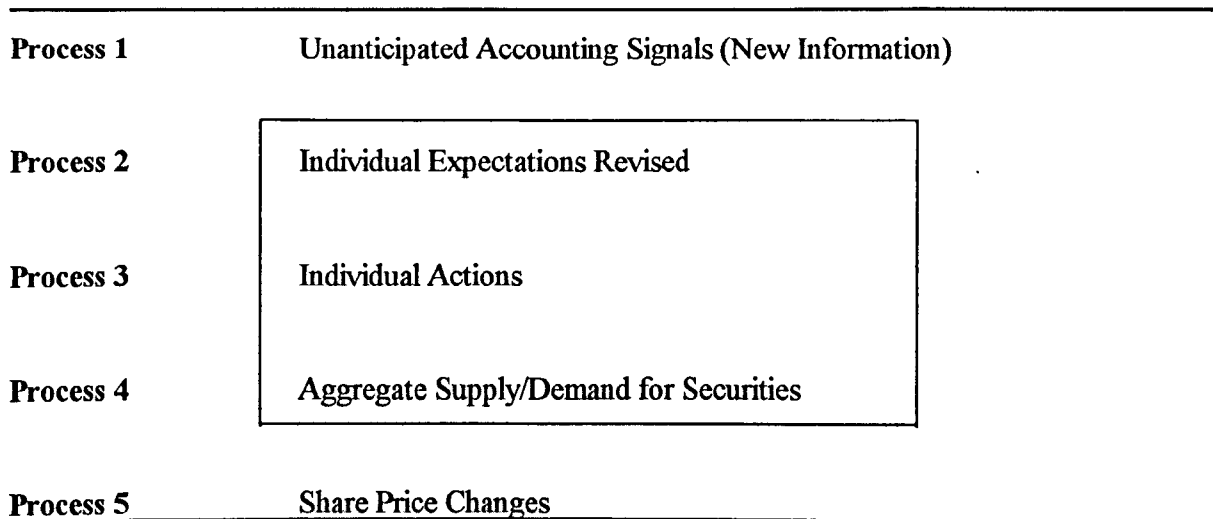 Process 1 Unanticipated Accounting Signals (New Information)
Process 2 Individual Expectations Revised
Process 3 Individual Actions
Process 4 Aggregate Supply/Demand for Securities
Process 5 Share Price Changes